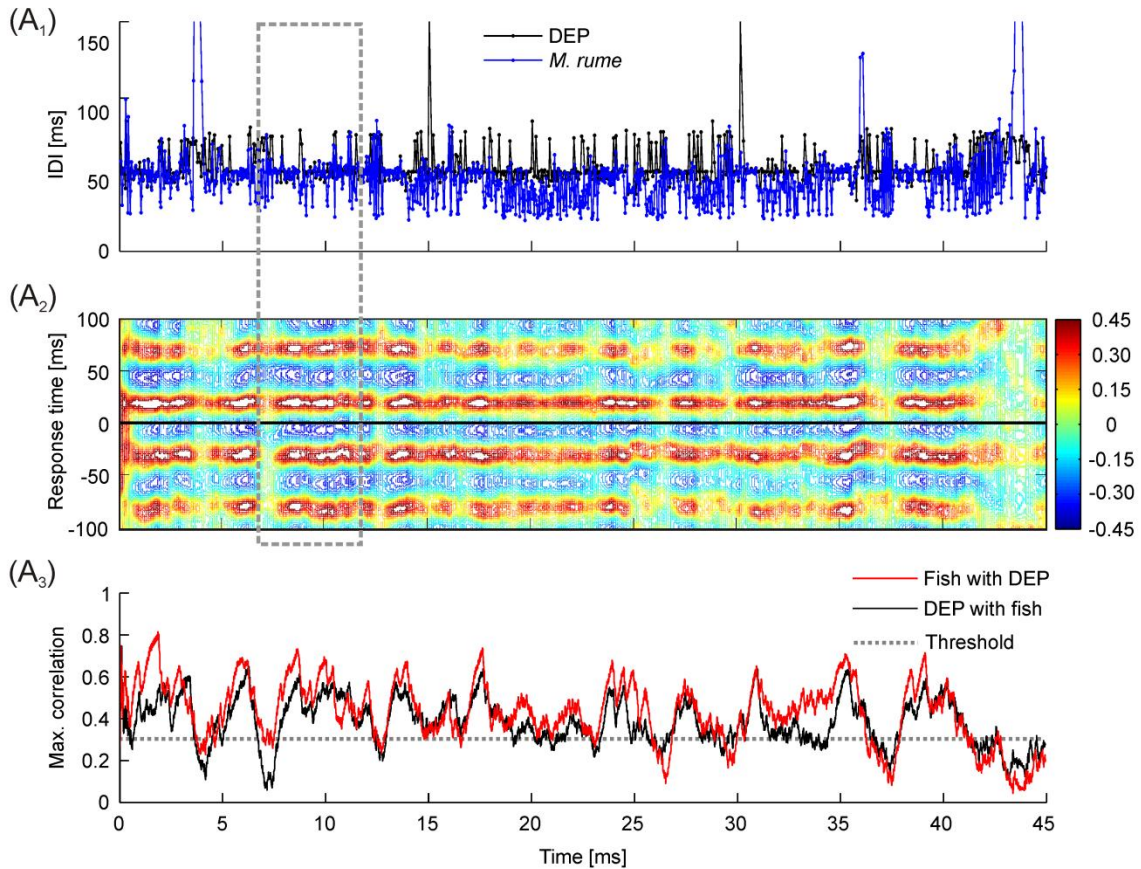 (A1)
DEP
M. rume
IDI [ms]
150
100
50
0
(A2)
Response time [ms]
100
50
0
-50
-100
0.45
0.30
0.15
0
-0.15
-0.30
-0.45
(A3)
Fish with DEP
DEP with fish
Threshold
Max. correlation
1
0.8
0.6
0.4
0.2
0
0 5 10 15 20 25 30 35 40 45
Time [ms]